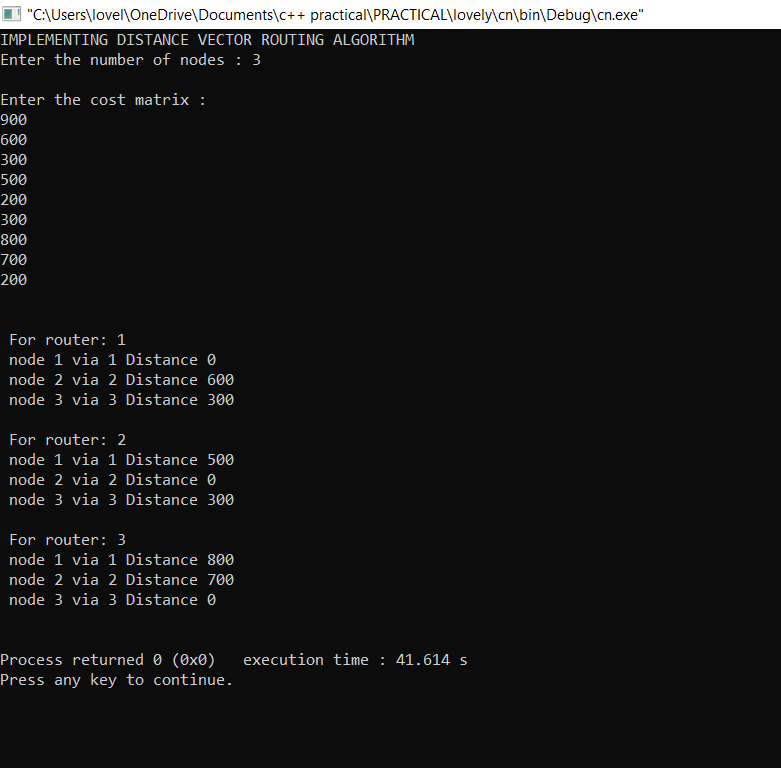 "C:\Users\lovel\OneDrive\Documents\c++ practical\PRACTICAL\lovely\cn\bin\Debug\cn.exe"
IMPLEMENTING DISTANCE VECTOR ROUTING ALGORITHM
Enter the number of nodes : 3
Enter the cost matrix :
900
600
300
500
200
300
800
700
200
For router: 1
node 1 via 1 Distance 0
node 2 via 2 Distance 600
node 3 via 3 Distance 300
For router: 2
node 1 via 1 Distance 500
node 2 via 2 Distance 0
node 3 via 3 Distance 300
For router: 3
node 1 via 1 Distance 800
node 2 via 2 Distance 700
node 3 via 3 Distance 0
Process returned 0 (0x0)   execution time : 41.614 s
Press any key to continue.